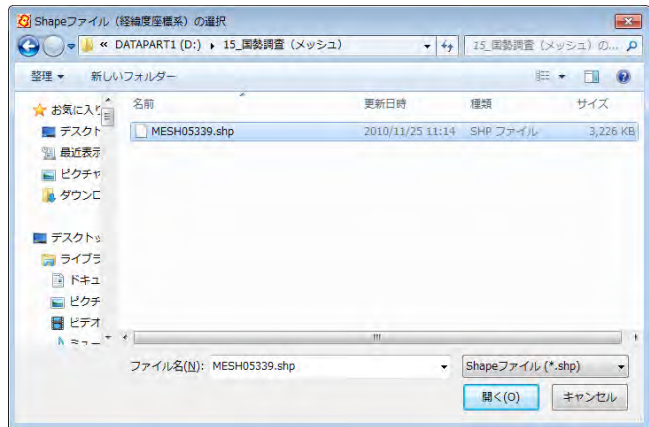 Shapeファイル（経緯度座標系）の選択
« DATAPART1 (D:) 15_国勢調査（メッシュ） 15_国勢調査（メッシュ）の...
整理 新しいフォルダー
名前 更新日時 種類 サイズ
MESH05339.shp 2010/11/25 11:14 SHP ファイル 3,226 KB
お気に入り
デスクト
最近表示
ピクチャ
ダウンロ
デスクトッ
ライブラ
ドキュ
ピクチ
ビデオ
ミュー
ファイル名(N): MESH05339.shp Shapeファイル (*.shp)
開く(O) キャンセル